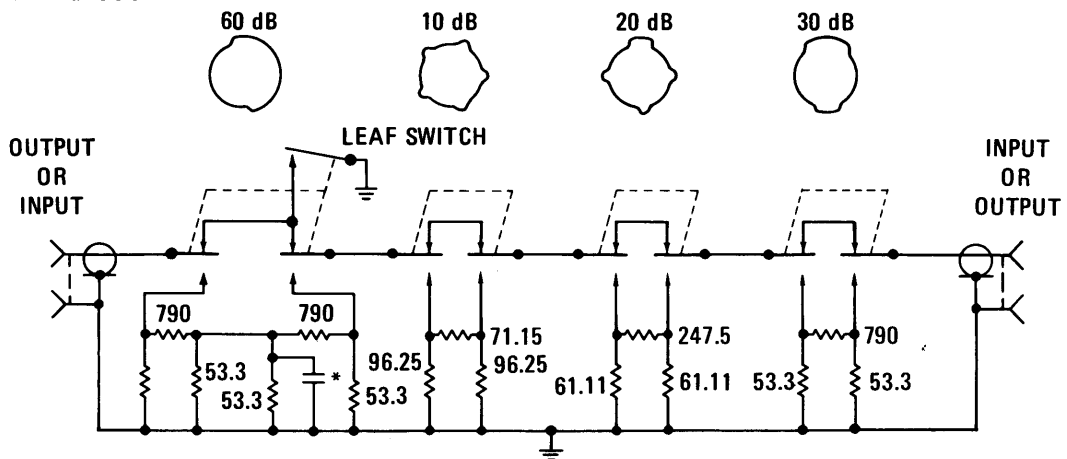 60 dB
10 dB
20 dB
30 dB
LEAF SWITCH
OUTPUT
OR
INPUT
INPUT
OR
OUTPUT
790
790
53.3
53.3
*
53.3
71.15
96.25
96.25
247.5
61.11
61.11
790
53.3
53.3